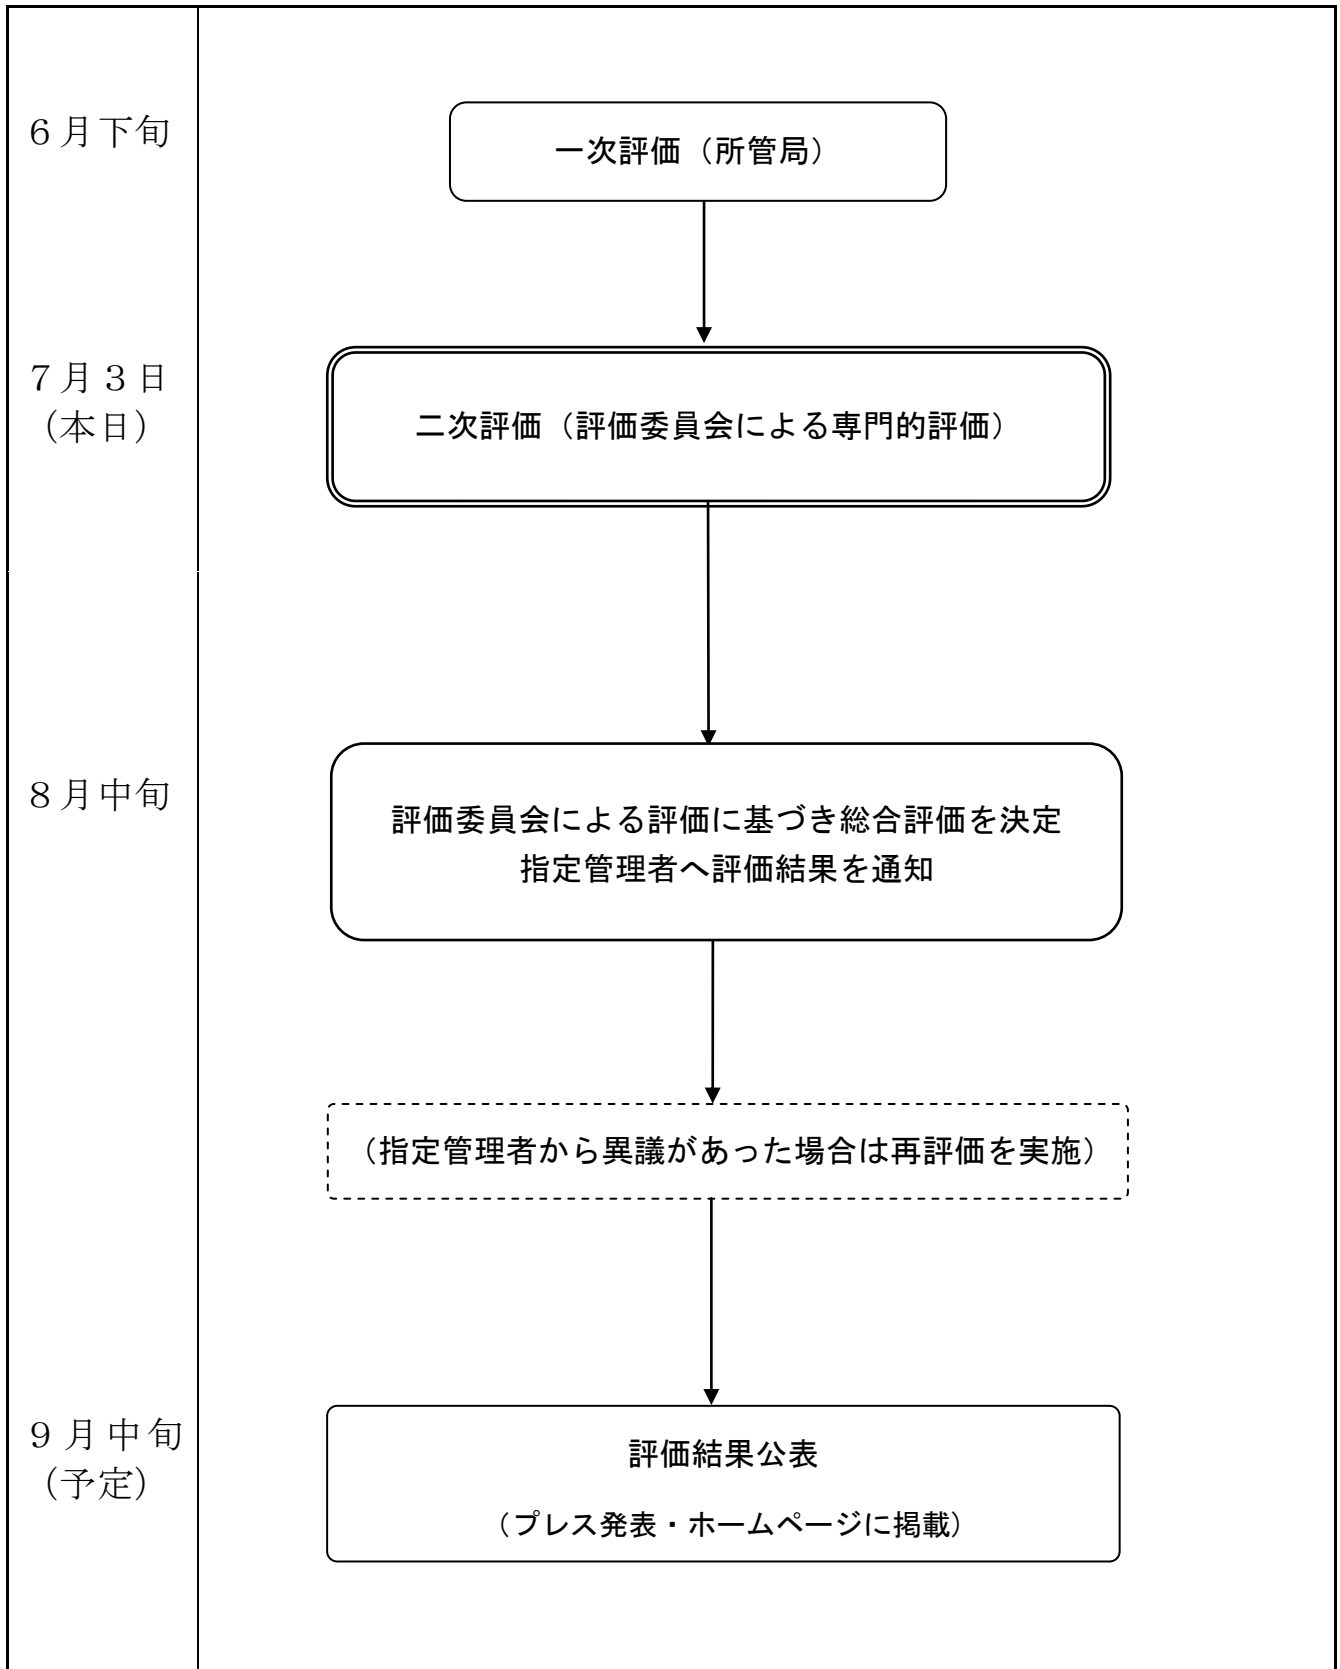 ６月下旬
一次評価（所管局）
７月３日
（本日）
二次評価（評価委員会による専門的評価）
８月中旬
評価委員会による評価に基づき総合評価を決定
指定管理者へ評価結果を通知
（指定管理者から異議があった場合は再評価を実施）
９月中旬
（予定）
評価結果公表
（プレス発表・ホームページに掲載）